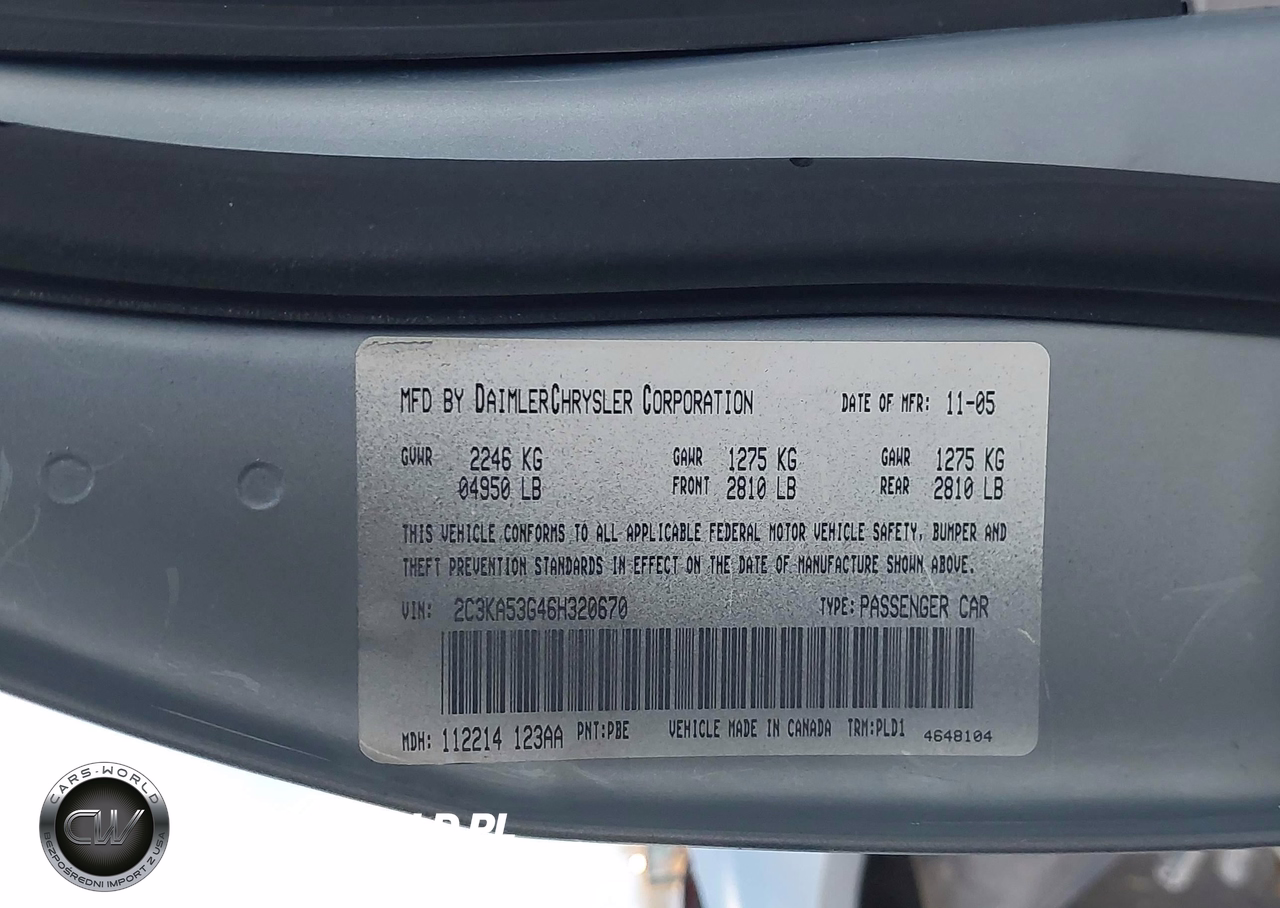 MFD BY DAIMLERCHRYSLER CORPORATION DATE OF MFR: 11-05
GVWR 2246 KG GAWR 1275 KG GAWR 1275 KG
04950 LB FRONT 2810 LB REAR 2810 LB
THIS VEHICLE CONFORMS TO ALL APPLICABLE FEDERAL MOTOR VEHICLE SAFETY, BUMPER AND
THEFT PREVENTION STANDARDS IN EFFECT ON THE DATE OF MANUFACTURE SHOWN ABOVE.
VIN: 2C3KA53G46H320670 TYPE: PASSENGER CAR
MDH: 112214 123AA PNT:PBE VEHICLE MADE IN CANADA TRM:PLD1 4648104
CARS-WORLD
CW
BEZPOŚREDNI IMPORT Z USA
LD.PL